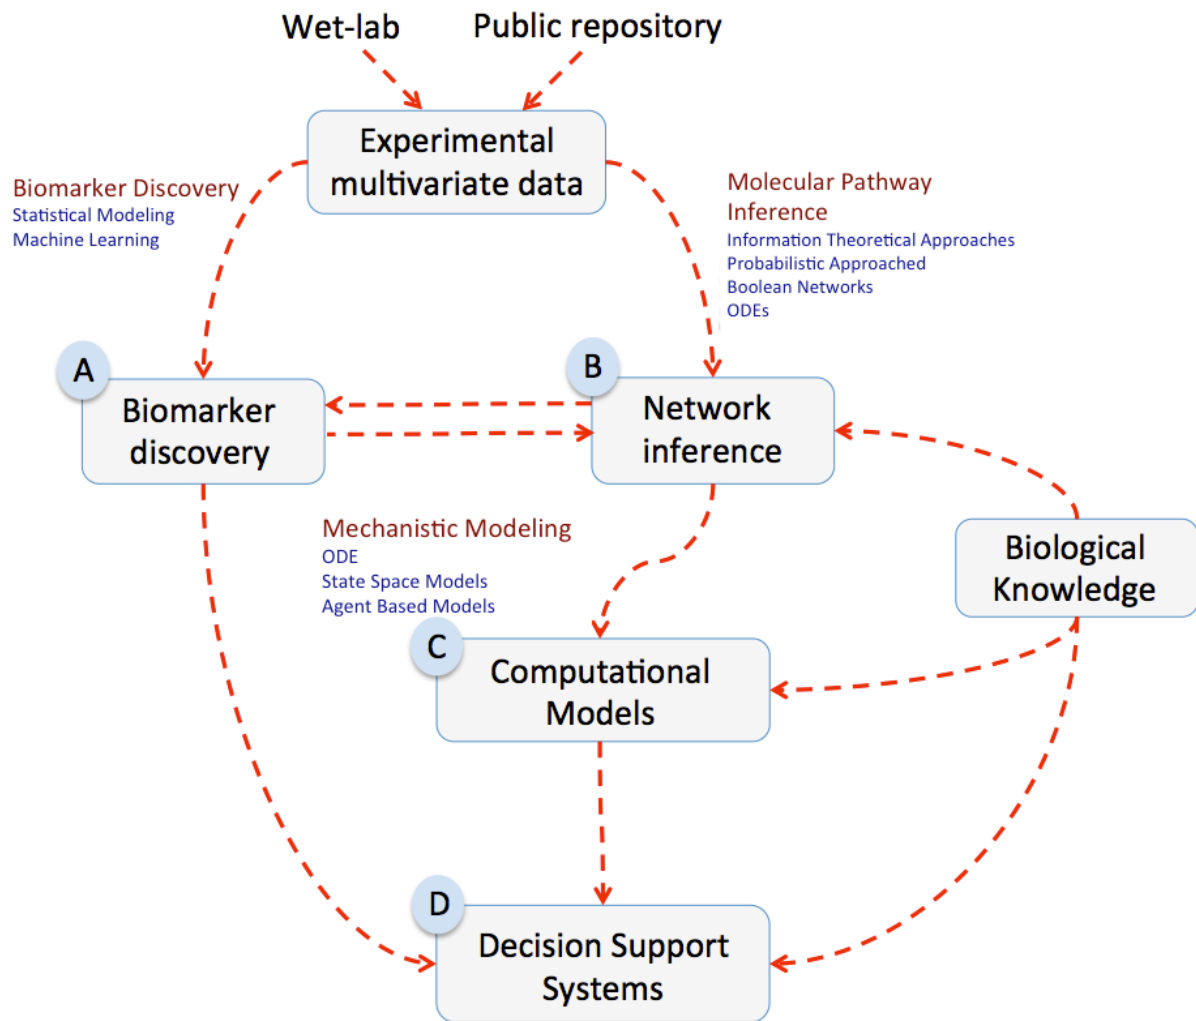 Wet-lab
Public repository
Experimental
multivariate data
Biomarker Discovery
Statistical Modeling
Machine Learning
Molecular Pathway
Inference
Information Theoretical Approaches
Probabilistic Approached
Boolean Networks
ODEs
A
Biomarker
discovery
B
Network
inference
Mechanistic Modeling
ODE
State Space Models
Agent Based Models
Biological
Knowledge
C
Computational
Models
D
Decision Support
Systems